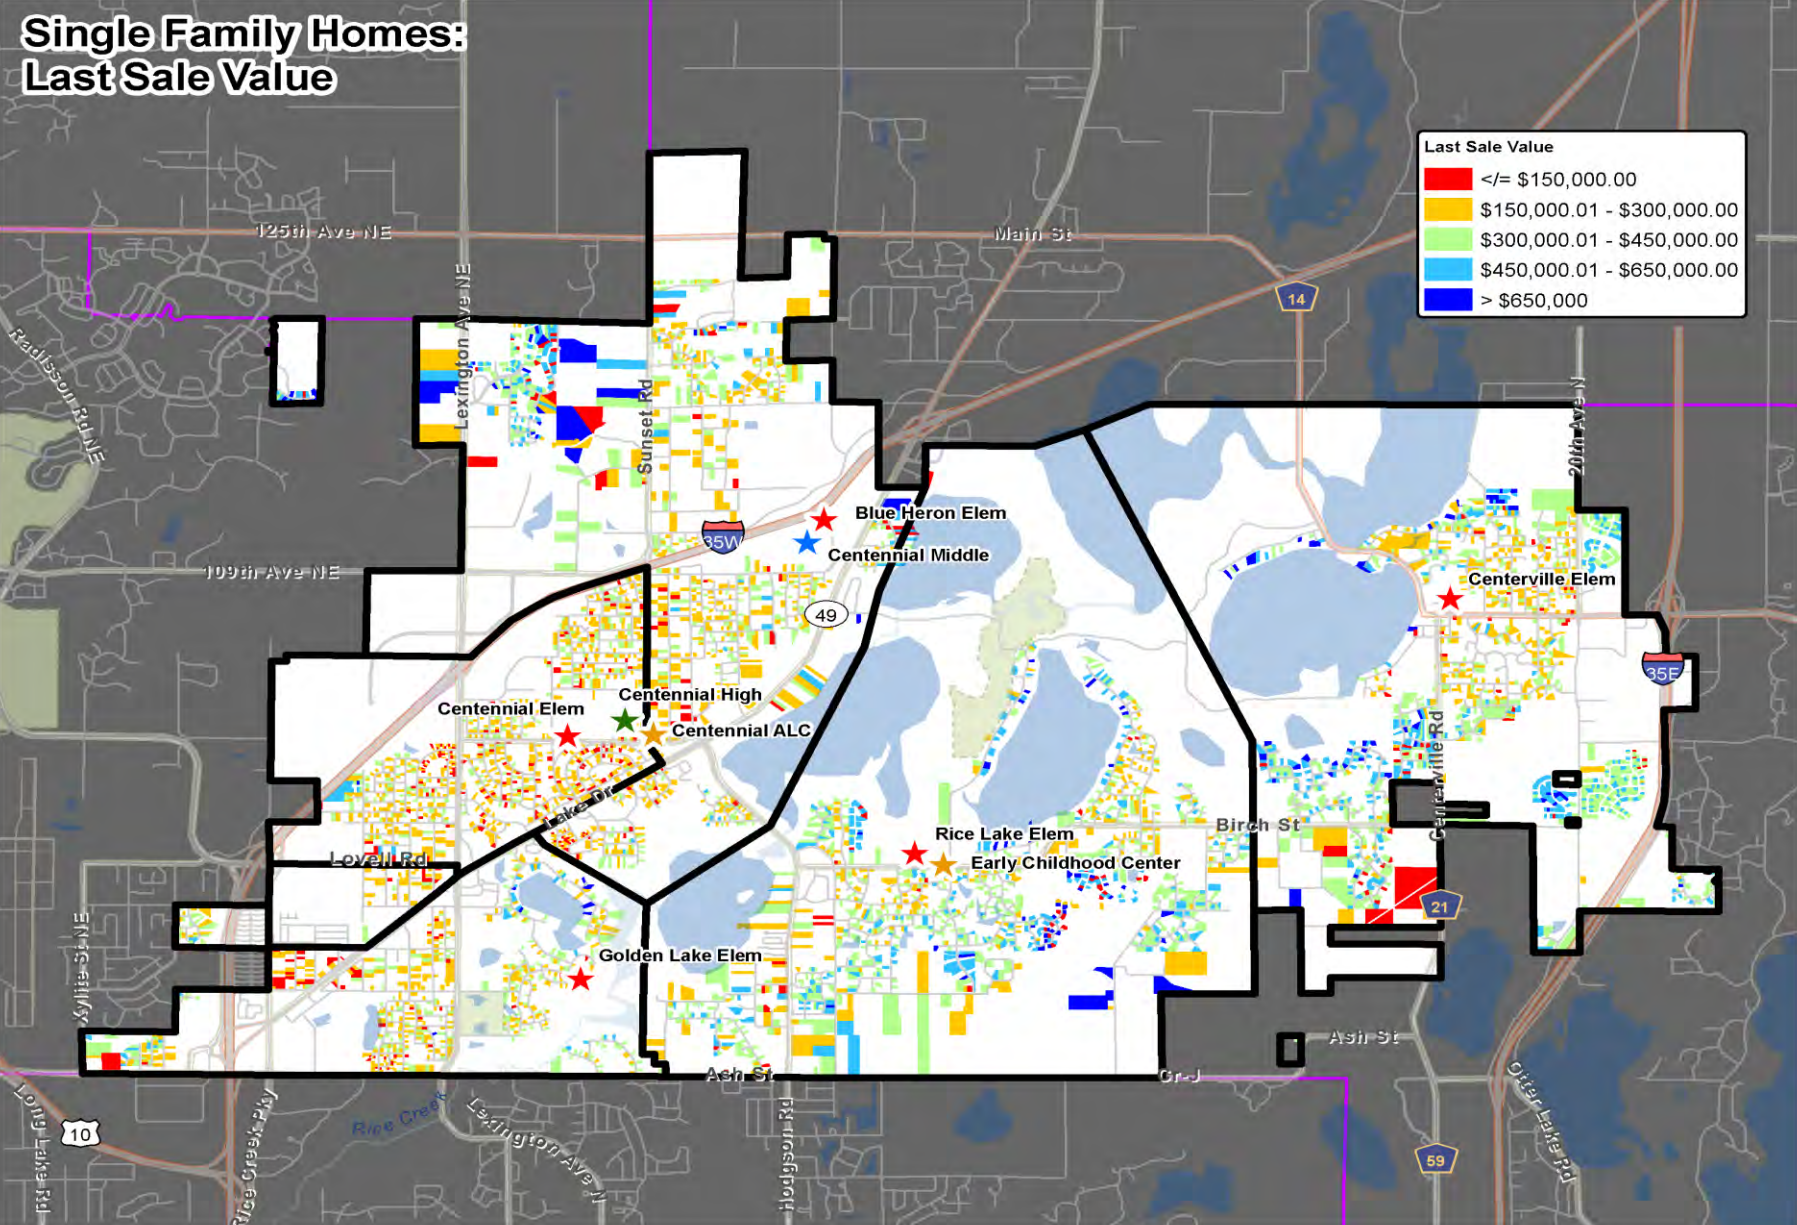 Single Family Homes:
Last Sale Value
Last Sale Value
</= $150,000.00
$150,000.01 - $300,000.00
$300,000.01 - $450,000.00
$450,000.01 - $650,000.00
> $650,000
125th Ave NE
Main St
14
Lexington Ave NE
Radisson Rd NE
Sunset Rd
20th Ave N
35W
Blue Heron Elem
Centennial Middle
109th Ave NE
Centerville Elem
49
35E
Centennial High
Centennial Elem
Centennial ALC
Centerville Rd
Lake Dr
Birch St
Rice Lake Elem
Early Childhood Center
Lovell Rd
21
Xylite St NE
Golden Lake Elem
Ash St
Ash St
Cr-J
Long Lake Rd
10
Rice Creek Pky
Rice Creek
Lexington Ave N
Hodgson Rd
Otter Lake Rd
59